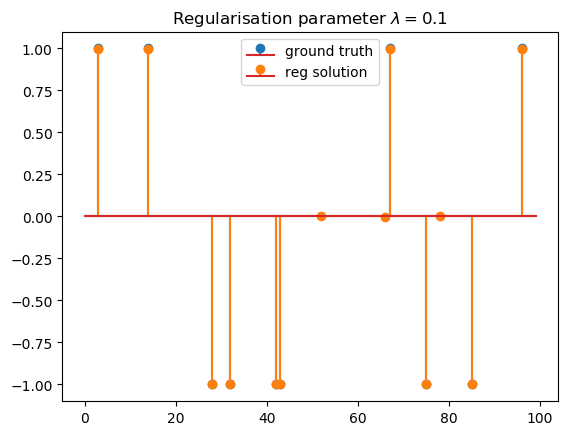 Regularisation parameter λ = 0.1
ground truth
reg solution
1.00
0.75
0.50
0.25
0.00
−0.25
−0.50
−0.75
−1.00
0 20 40 60 80 100